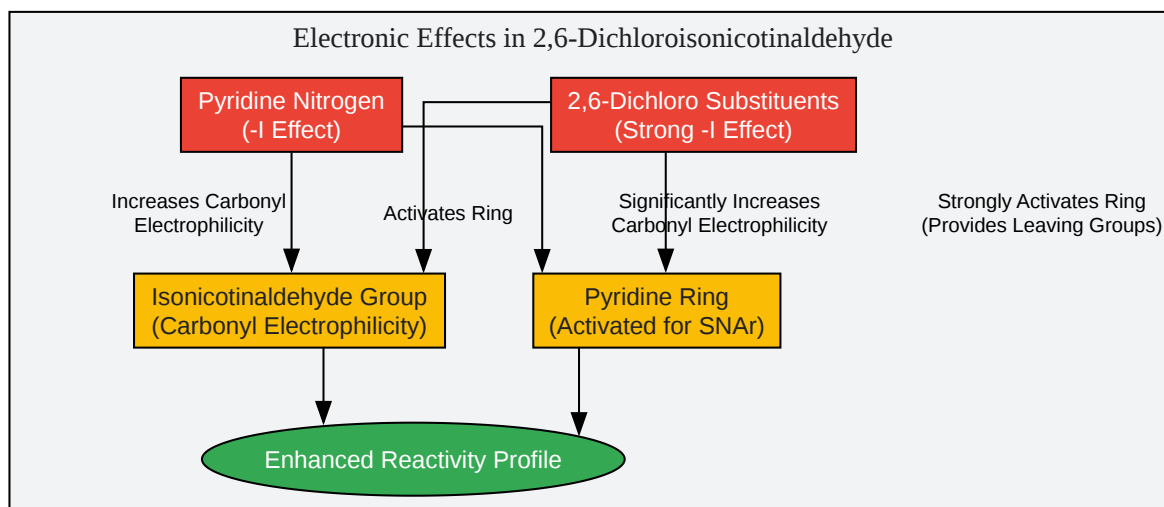 Electronic Effects in 2,6-Dichloroisonicotinaldehyde
Pyridine Nitrogen
(-I Effect)
2,6-Dichloro Substituents
(Strong -I Effect)
Increases Carbonyl
Electrophilicity
Activates Ring
Significantly Increases
Carbonyl Electrophilicity
Strongly Activates Ring
(Provides Leaving Groups)
Isonicotinaldehyde Group
(Carbonyl Electrophilicity)
Pyridine Ring
(Activated for SNAr)
Enhanced Reactivity Profile